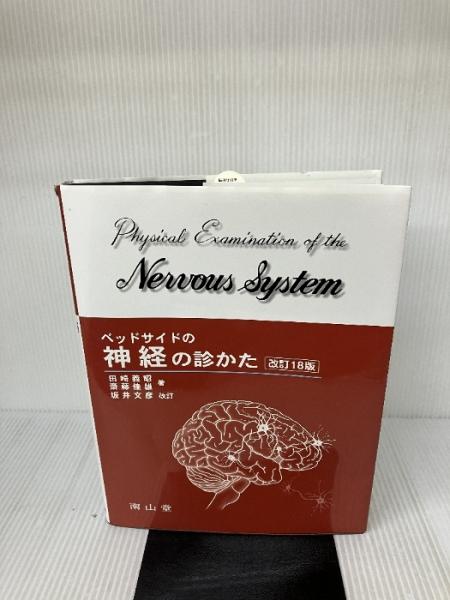 Physical Examination of the
Nervous System
ベッドサイドの
神経の診かた 改訂18版
田崎義昭
斎藤佳雄 著
坂井文彦 改訂
南山堂